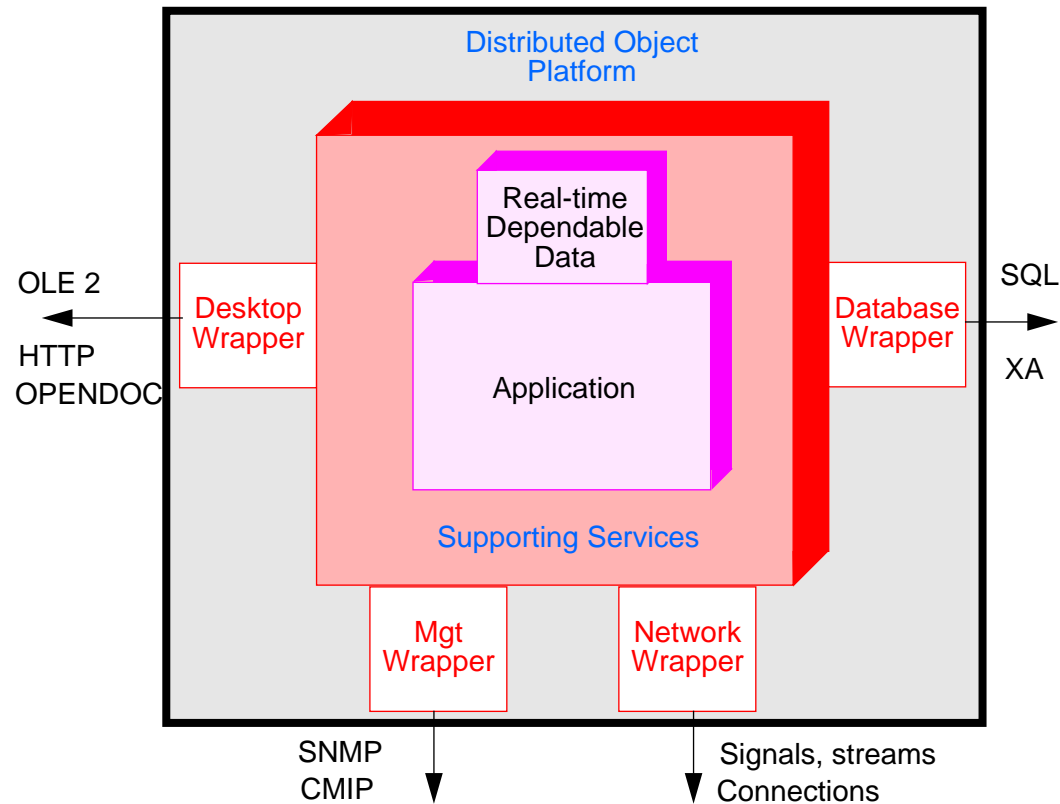 Distributed Object
Platform
Real-time
Dependable
Data
OLE 2
HTTP
OPENDOC
Desktop
Wrapper
Application
Database
Wrapper
SQL
XA
Supporting Services
Mgt
Wrapper
Network
Wrapper
SNMP
CMIP
Signals, streams
Connections